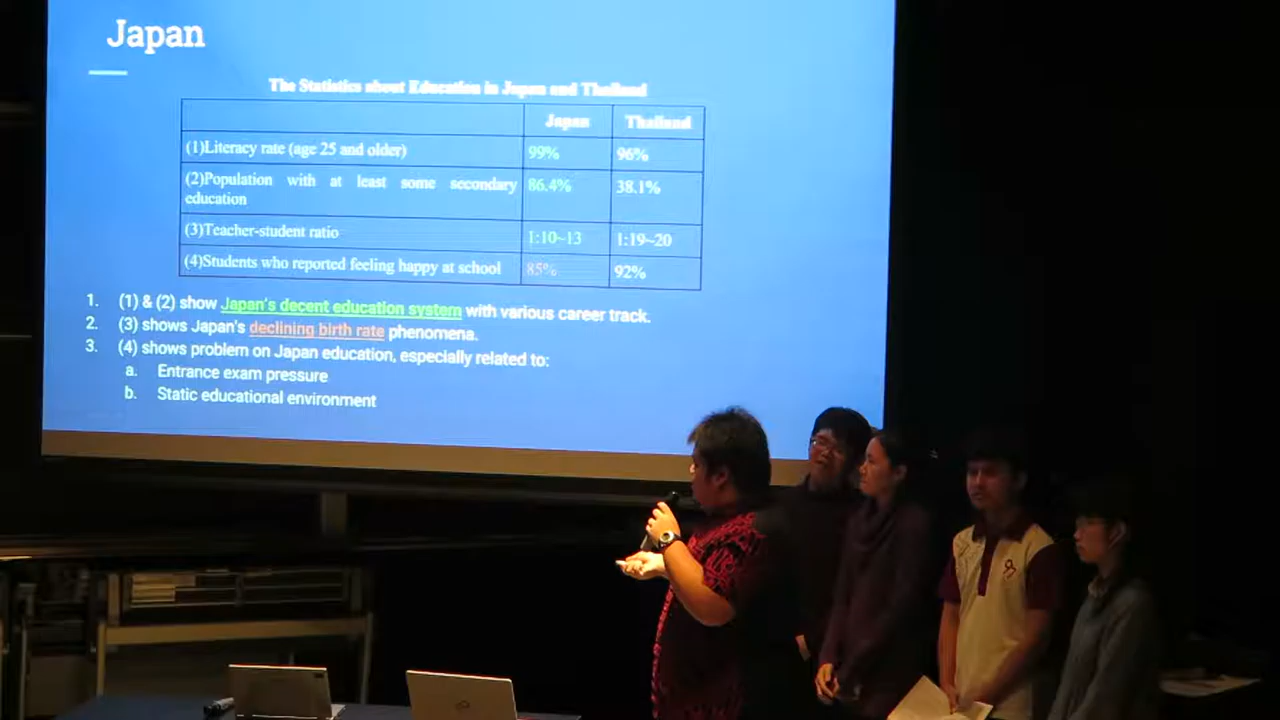 Japan
The Statistics about Education in Japan and Thailand
Japan Thailand
(1)Literacy rate (age 25 and older) 99% 96%
(2)Population with at least some secondary education 86.4% 38.1%
(3)Teacher-student ratio 1:10~13 1:19~20
(4)Students who reported feeling happy at school 85% 92%
1. (1) & (2) show Japan's decent education system with various career track.
2. (3) shows Japan's declining birth rate phenomena.
3. (4) shows problem on Japan education, especially related to:
a. Entrance exam pressure
b. Static educational environment